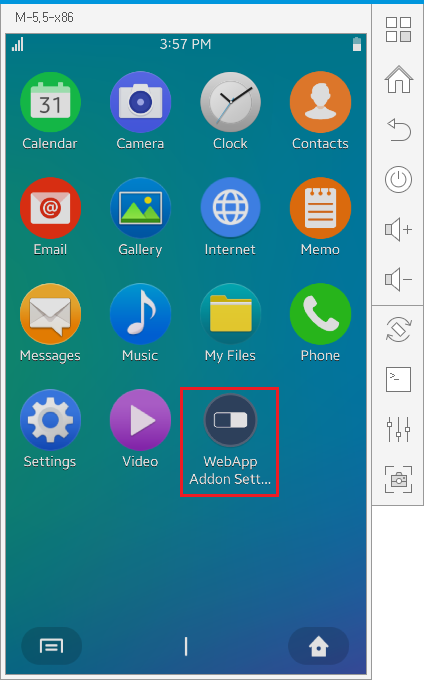 M-5,5-x86
3:57 PM
31
Calendar
Camera
Clock
Contacts
@
Email
Gallery
Internet
Memo
Messages
Music
My Files
Phone
Settings
Video
WebApp
Addon Sett...
+
-
>_